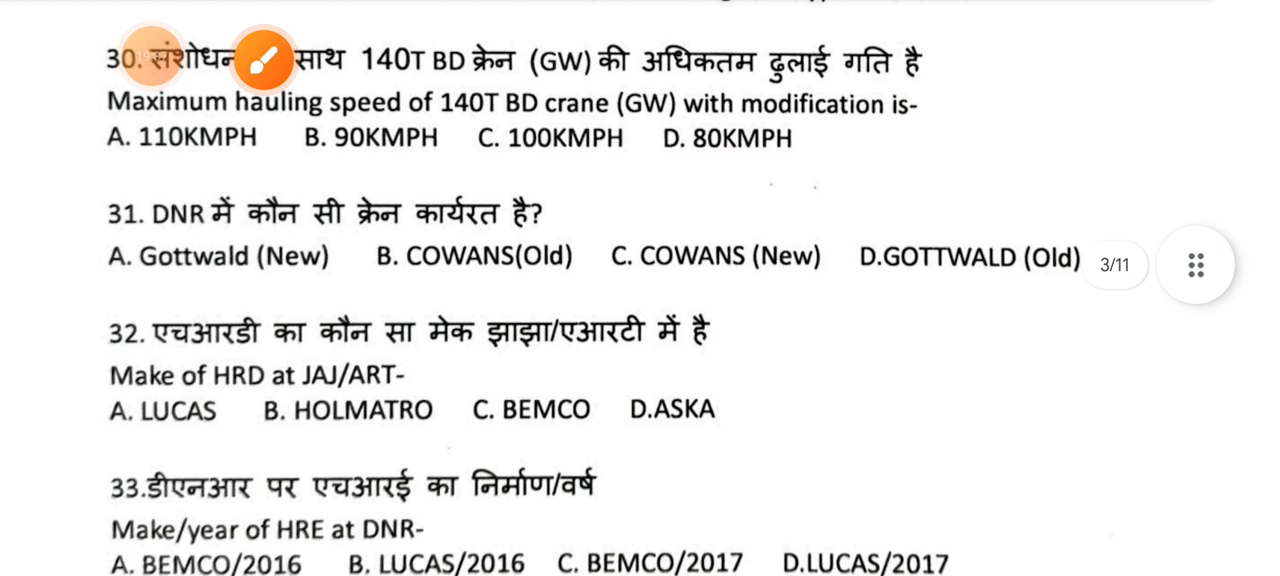 30. संशोधन साथ 140T BD क्रेन (GW) की अधिकतम ढुलाई गति है
Maximum hauling speed of 140T BD crane (GW) with modification is-
A. 110KMPH B. 90KMPH C. 100KMPH D. 80KMPH
31. DNR में कौन सी क्रेन कार्यरत है?
A. Gottwald (New) B. COWANS(Old) C. COWANS (New) D.GOTTWALD (Old)
3/11
32. एचआरडी का कौन सा मेक झाझा/एआरटी में है
Make of HRD at JAJ/ART-
A. LUCAS B. HOLMATRO C. BEMCO D.ASKA
33.डीएनआर पर एचआरई का निर्माण/वर्ष
Make/year of HRE at DNR-
A. BEMCO/2016 B. LUCAS/2016 C. BEMCO/2017 D.LUCAS/2017